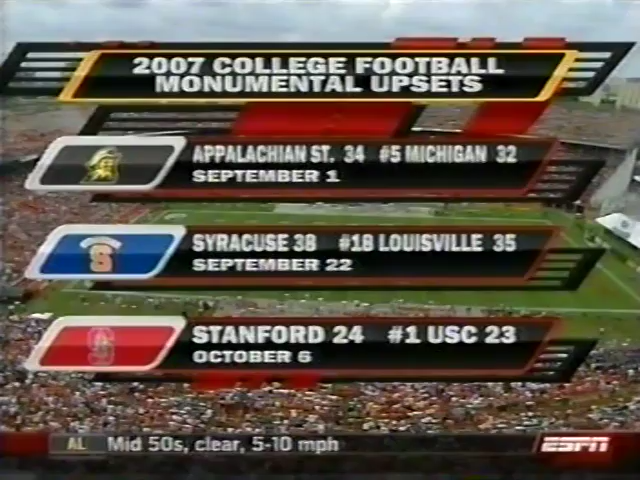 2007 COLLEGE FOOTBALL
MONUMENTAL UPSETS
APPALACHIAN ST. 34 #5 MICHIGAN 32
SEPTEMBER 1
S
SYRACUSE 38 #18 LOUISVILLE 35
SEPTEMBER 22
S
STANFORD 24 #1 USC 23
OCTOBER 6
AL Mid 50s, clear, 5-10 mph
ESPN